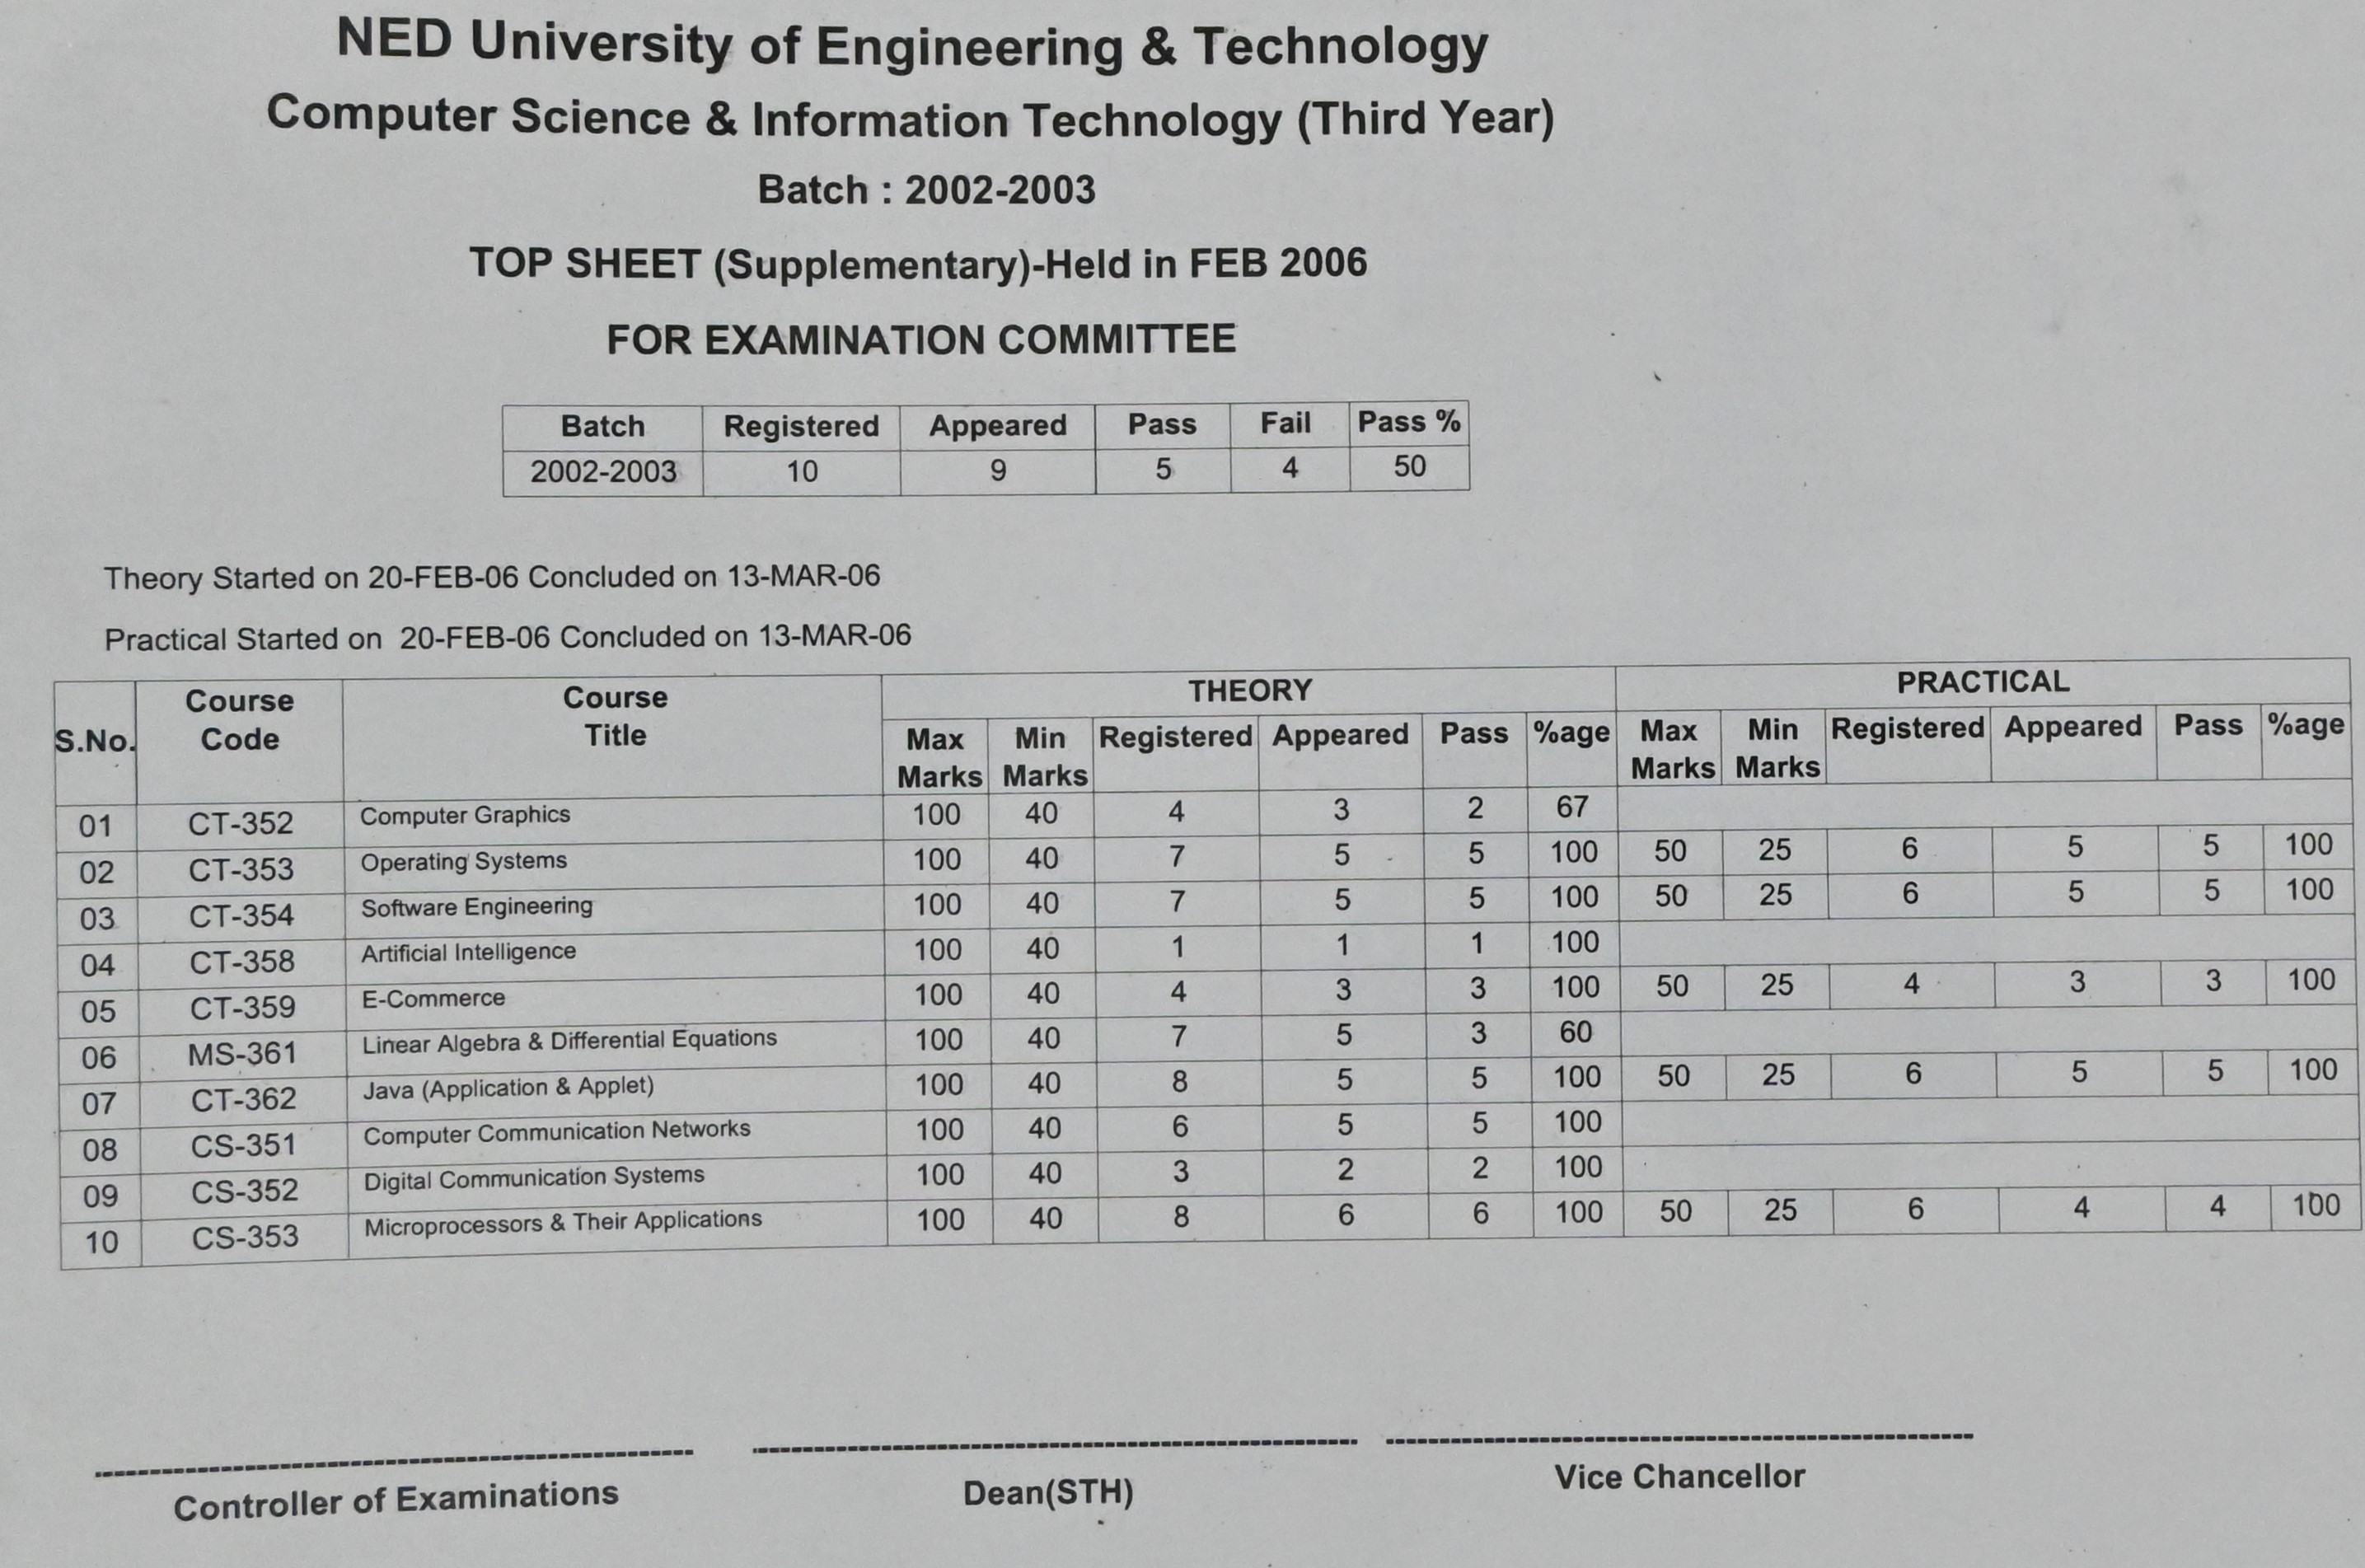 NED University of Engineering & Technology
Computer Science & Information Technology (Third Year)
Batch : 2002-2003
TOP SHEET (Supplementary)-Held in FEB 2006
FOR EXAMINATION COMMITTEE
Batch Registered Appeared Pass Fail Pass %
2002-2003 10 9 5 4 50
Theory Started on 20-FEB-06 Concluded on 13-MAR-06
Practical Started on 20-FEB-06 Concluded on 13-MAR-06
S.No. Course Code Course Title THEORY PRACTICAL
Max Marks Min Marks Registered Appeared Pass %age Max Marks Min Marks Registered Appeared Pass %age
01 CT-352 Computer Graphics 100 40 4 3 2 67
02 CT-353 Operating Systems 100 40 7 5 5 100 50 25 6 5 5 100
03 CT-354 Software Engineering 100 40 7 5 5 100 50 25 6 5 5 100
04 CT-358 Artificial Intelligence 100 40 1 1 1 100
05 CT-359 E-Commerce 100 40 4 3 3 100 50 25 4 3 3 100
06 MS-361 Linear Algebra & Differential Equations 100 40 7 5 3 60
07 CT-362 Java (Application & Applet) 100 40 8 5 5 100 50 25 6 5 5 100
08 CS-351 Computer Communication Networks 100 40 6 5 5 100
09 CS-352 Digital Communication Systems 100 40 3 2 2 100
10 CS-353 Microprocessors & Their Applications 100 40 8 6 6 100 50 25 6 4 4 100
Controller of Examinations Dean(STH) Vice Chancellor